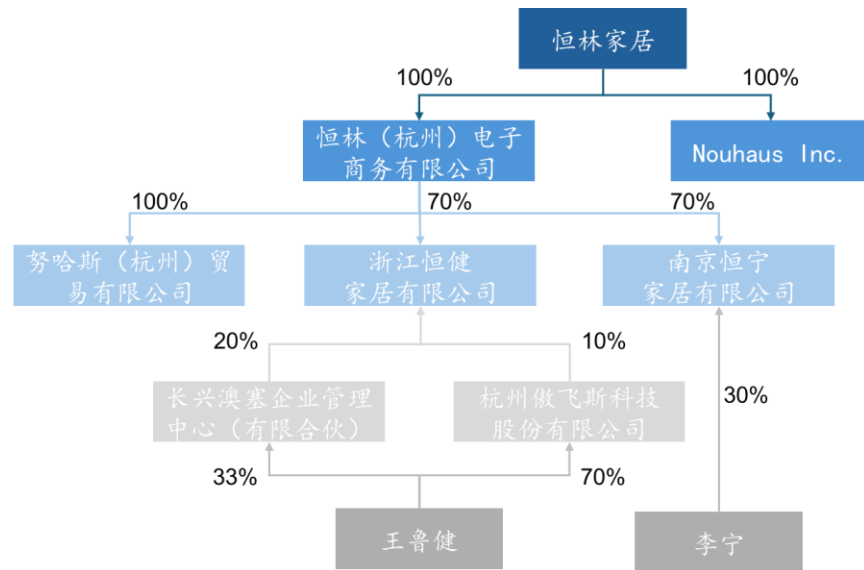 恒林家居
100%
100%
恒林（杭州）电子
商务有限公司
Nouhaus Inc.
100%
70%
70%
努哈斯（杭州）贸
易有限公司
浙江恒健
家居有限公司
南京恒宁
家居有限公司
20%
10%
长兴澳塞企业管理
中心（有限合伙）
杭州傲飞斯科技
股份有限公司
30%
33%
70%
王鲁健
李宁